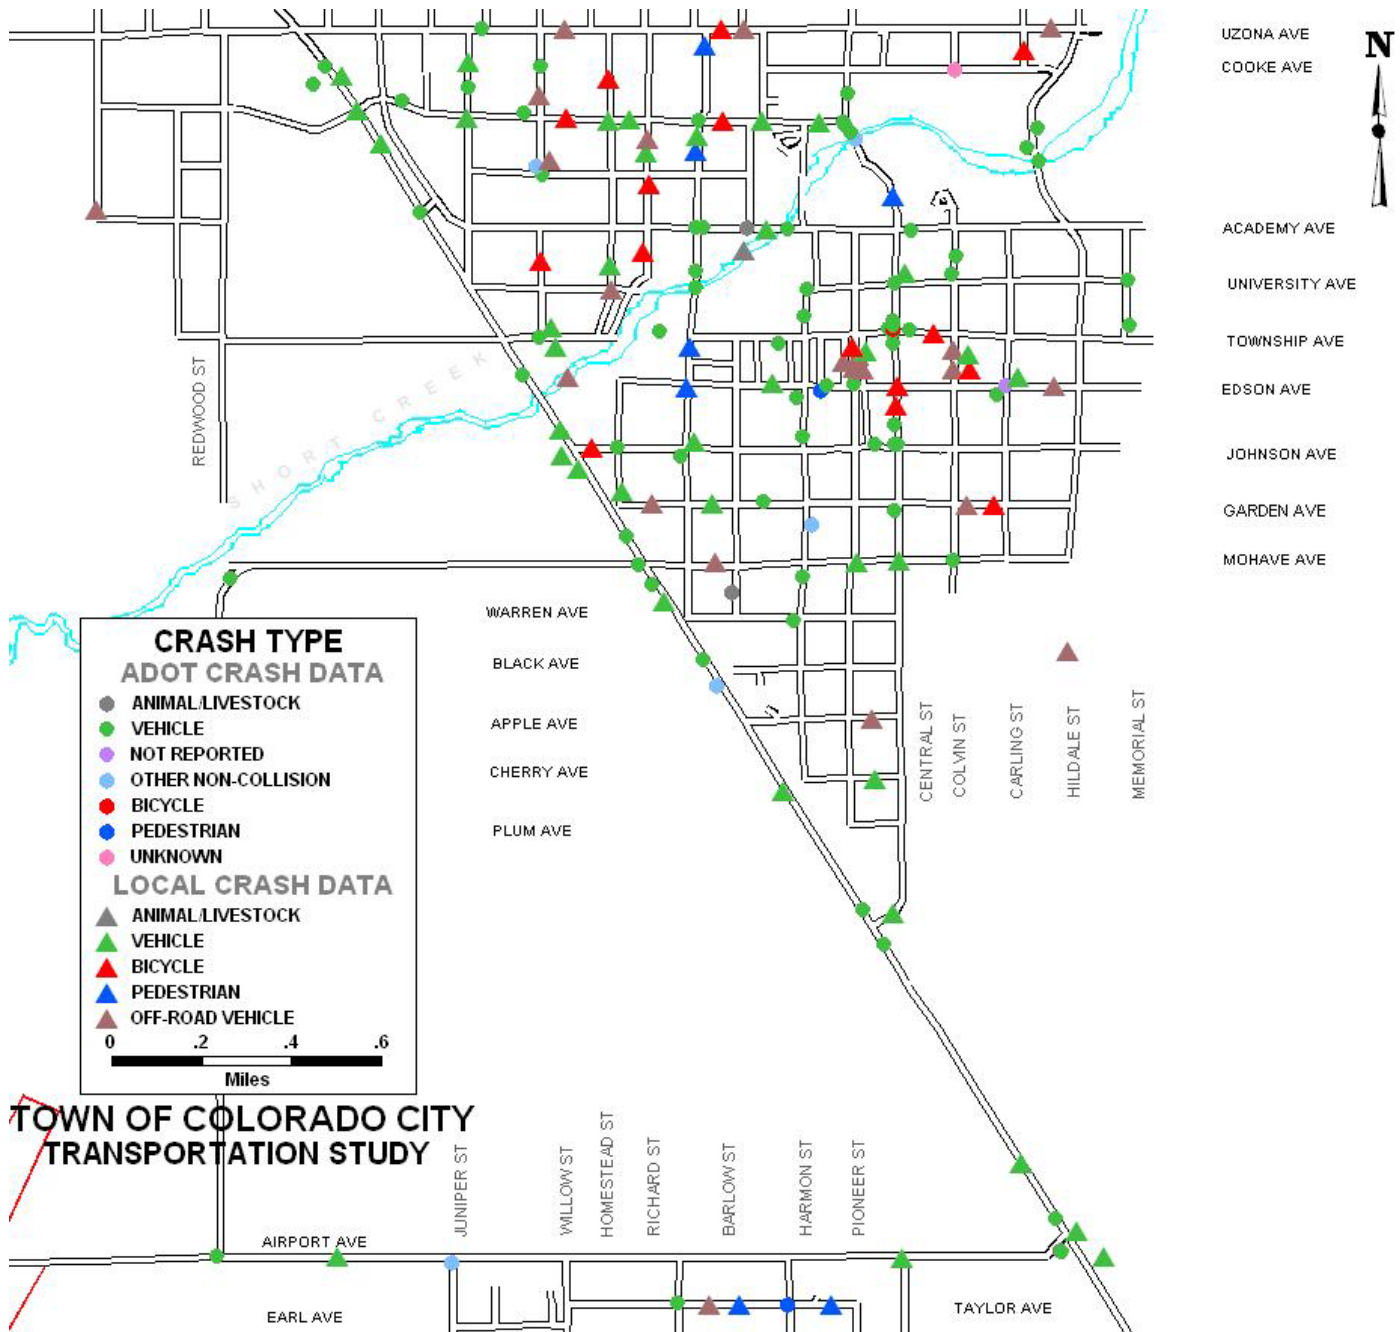 UZONA AVE
N
COOKE AVE
ACADEMY AVE
UNIVERSITY AVE
TOWNSHIP AVE
REDWOOD ST
SHORT CREEK
EDSON AVE
JOHNSON AVE
GARDEN AVE
MOHAVE AVE
WARREN AVE
BLACK AVE
APPLE AVE
CHERRY AVE
PLUM AVE
CENTRAL ST
COLVIN ST
CARLING ST
HILDALE ST
MEMORIAL ST
CRASH TYPE
ADOT CRASH DATA
ANIMAL/LIVESTOCK
VEHICLE
NOT REPORTED
OTHER NON-COLLISION
BICYCLE
PEDESTRIAN
UNKNOWN
LOCAL CRASH DATA
ANIMAL/LIVESTOCK
VEHICLE
BICYCLE
PEDESTRIAN
OFF-ROAD VEHICLE
0 .2 .4 .6
Miles
TOWN OF COLORADO CITY
TRANSPORTATION STUDY
JUNIPER ST
WILLOW ST
HOMESTEAD ST
RICHARD ST
BARLOW ST
HARMON ST
PIONEER ST
AIRPORT AVE
EARL AVE
TAYLOR AVE